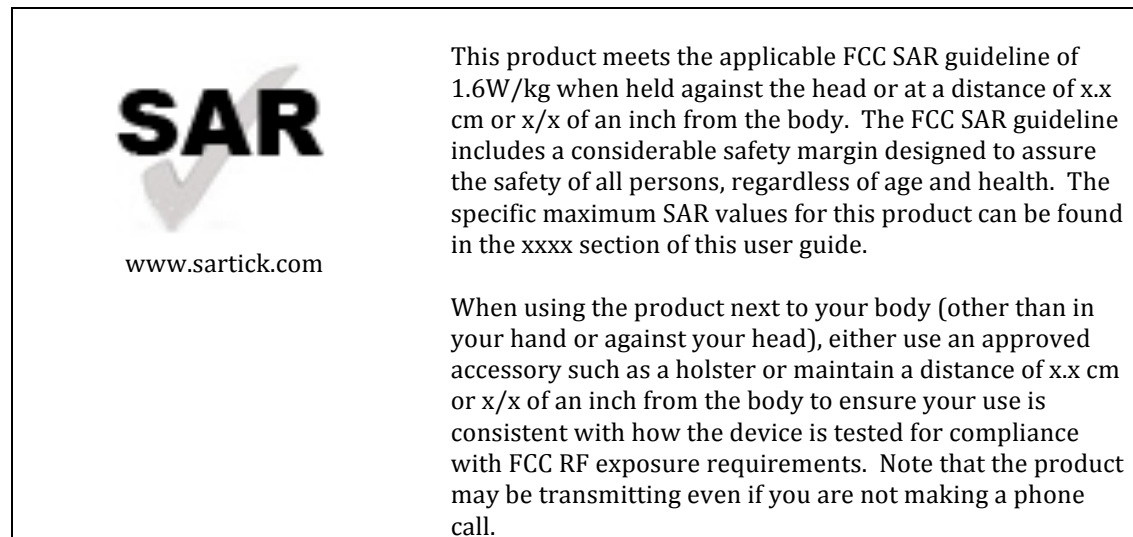 SAR
www.sartick.com
This product meets the applicable FCC SAR guideline of
1.6W/kg when held against the head or at a distance of x.x
cm or x/x of an inch from the body.  The FCC SAR guideline
includes a considerable safety margin designed to assure
the safety of all persons, regardless of age and health.  The
specific maximum SAR values for this product can be found
in the xxxx section of this user guide.
When using the product next to your body (other than in
your hand or against your head), either use an approved
accessory such as a holster or maintain a distance of x.x cm
or x/x of an inch from the body to ensure your use is
consistent with how the device is tested for compliance
with FCC RF exposure requirements.  Note that the product
may be transmitting even if you are not making a phone
call.